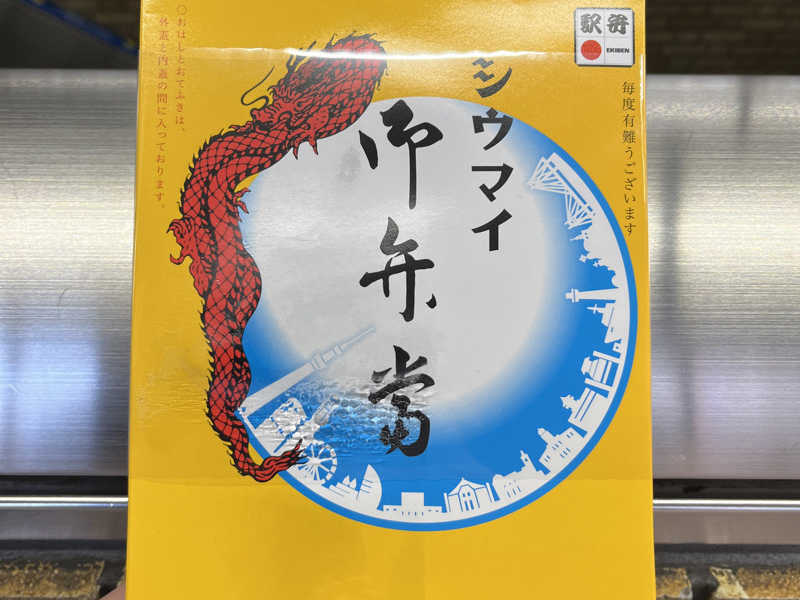 駅弁
EKIBEN
毎度有難うございます
シウマイ
御弁当
〇おはしとおてふきは、
外蓋と内蓋の間に入っております。